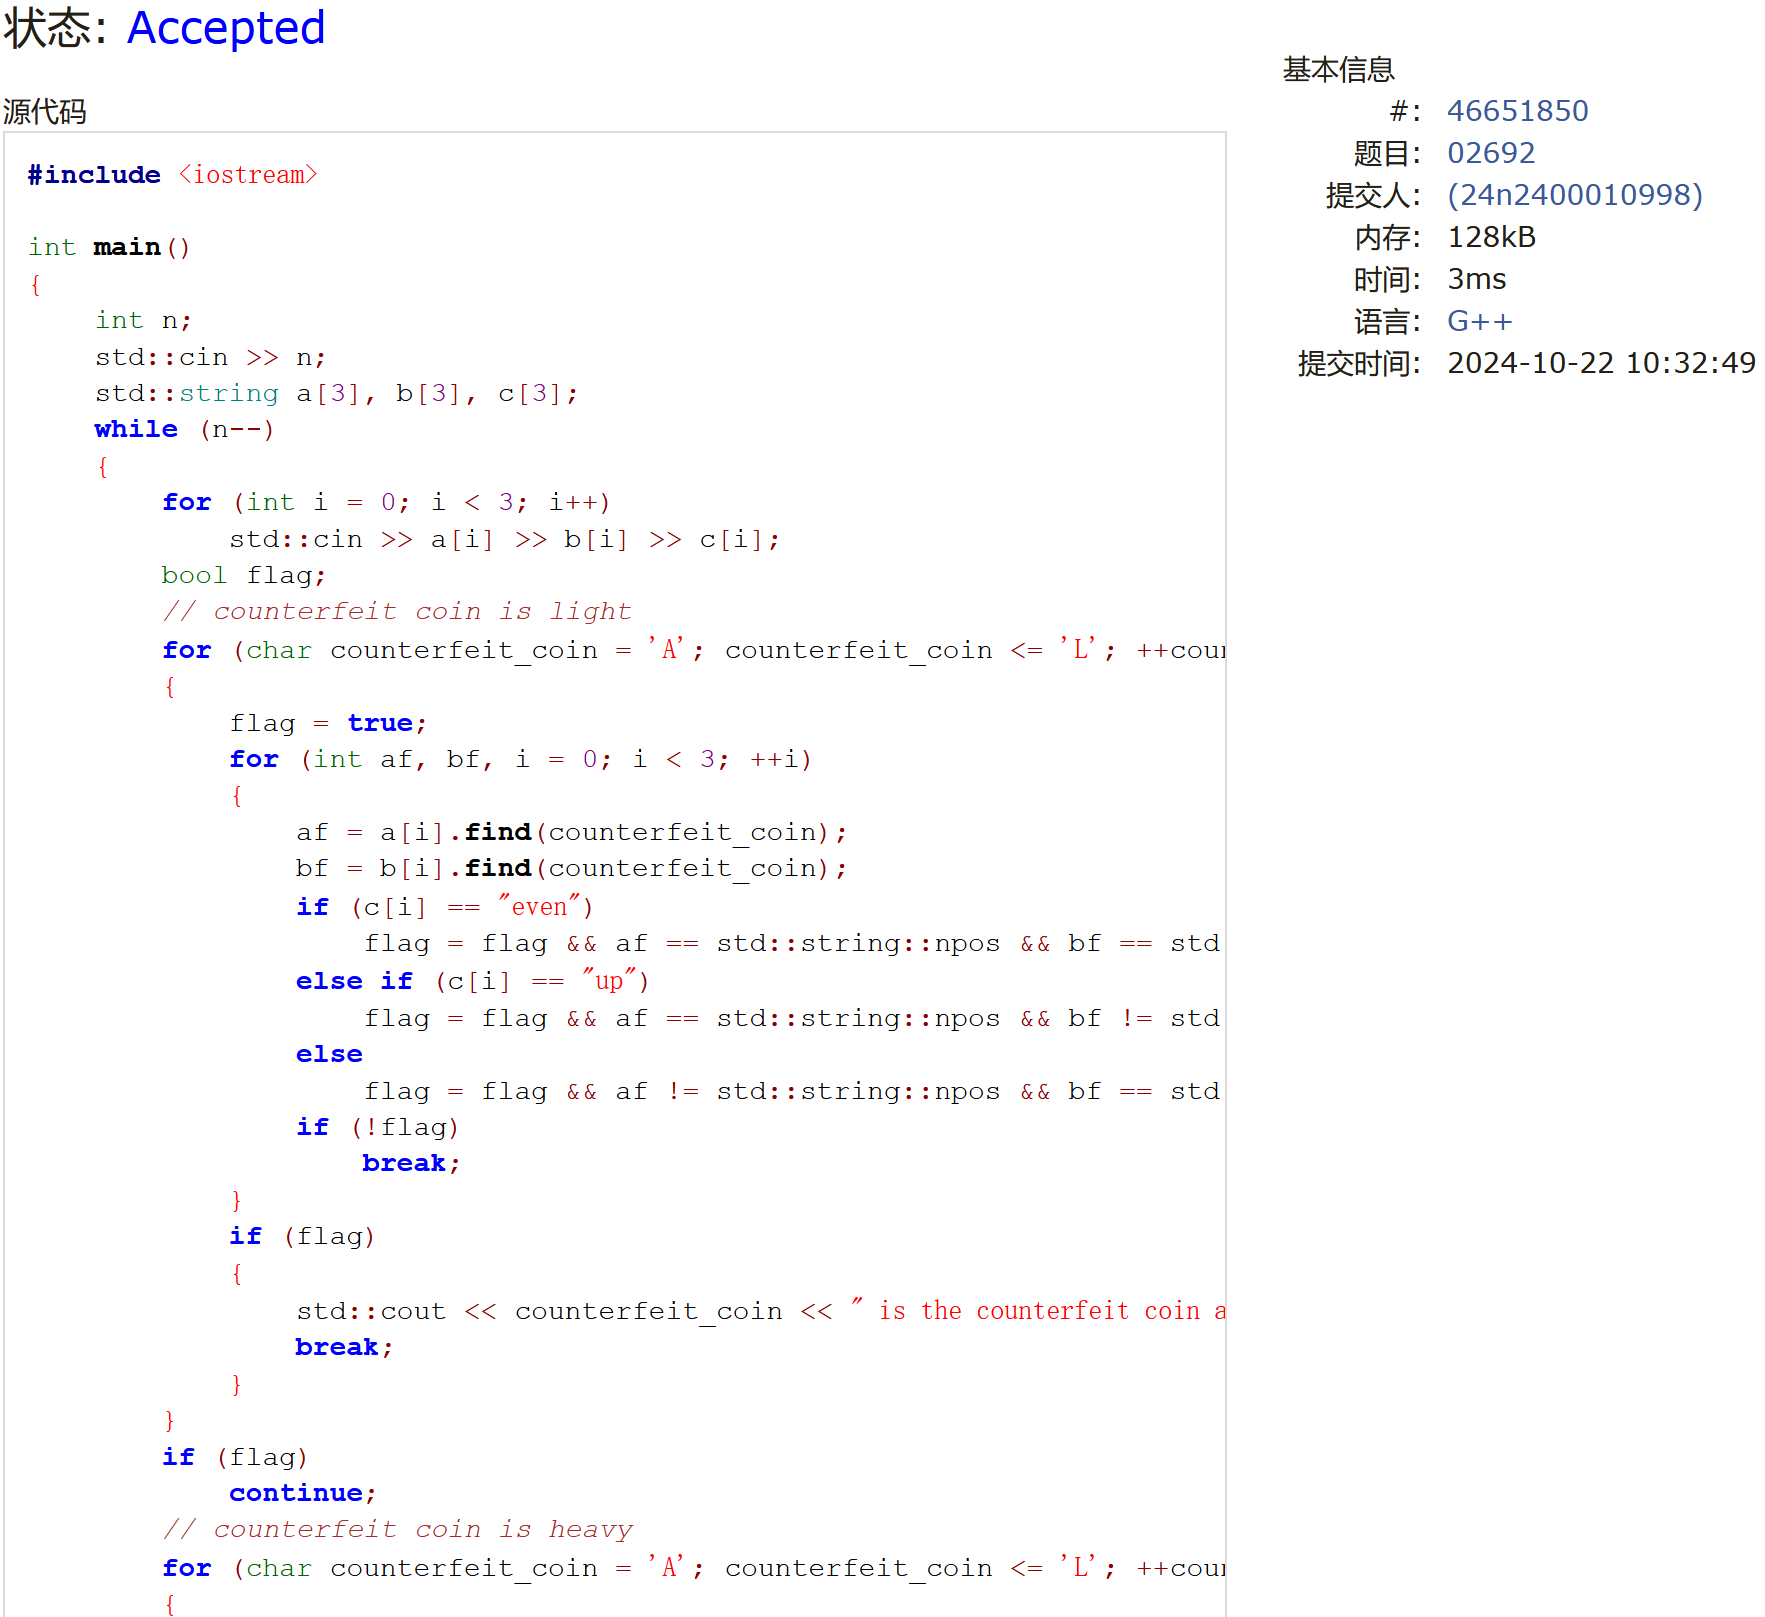 状态: Accepted
源代码
#include <iostream>
int main()
{
    int n;
    std::cin >> n;
    std::string a[3], b[3], c[3];
    while (n--)
    {
        for (int i = 0; i < 3; i++)
            std::cin >> a[i] >> b[i] >> c[i];
        bool flag;
        // counterfeit coin is light
        for (char counterfeit_coin = 'A'; counterfeit_coin <= 'L'; ++cou
        {
            flag = true;
            for (int af, bf, i = 0; i < 3; ++i)
            {
                af = a[i].find(counterfeit_coin);
                bf = b[i].find(counterfeit_coin);
                if (c[i] == "even")
                    flag = flag && af == std::string::npos && bf == std
                else if (c[i] == "up")
                    flag = flag && af == std::string::npos && bf != std
                else
                    flag = flag && af != std::string::npos && bf == std
                if (!flag)
                    break;
            }
            if (flag)
            {
                std::cout << counterfeit_coin << " is the counterfeit coin a
                break;
            }
        }
        if (flag)
            continue;
        // counterfeit coin is heavy
        for (char counterfeit_coin = 'A'; counterfeit_coin <= 'L'; ++cou
        {
基本信息
#: 46651850
题目: 02692
提交人: (24n2400010998)
内存: 128kB
时间: 3ms
语言: G++
提交时间: 2024-10-22 10:32:49